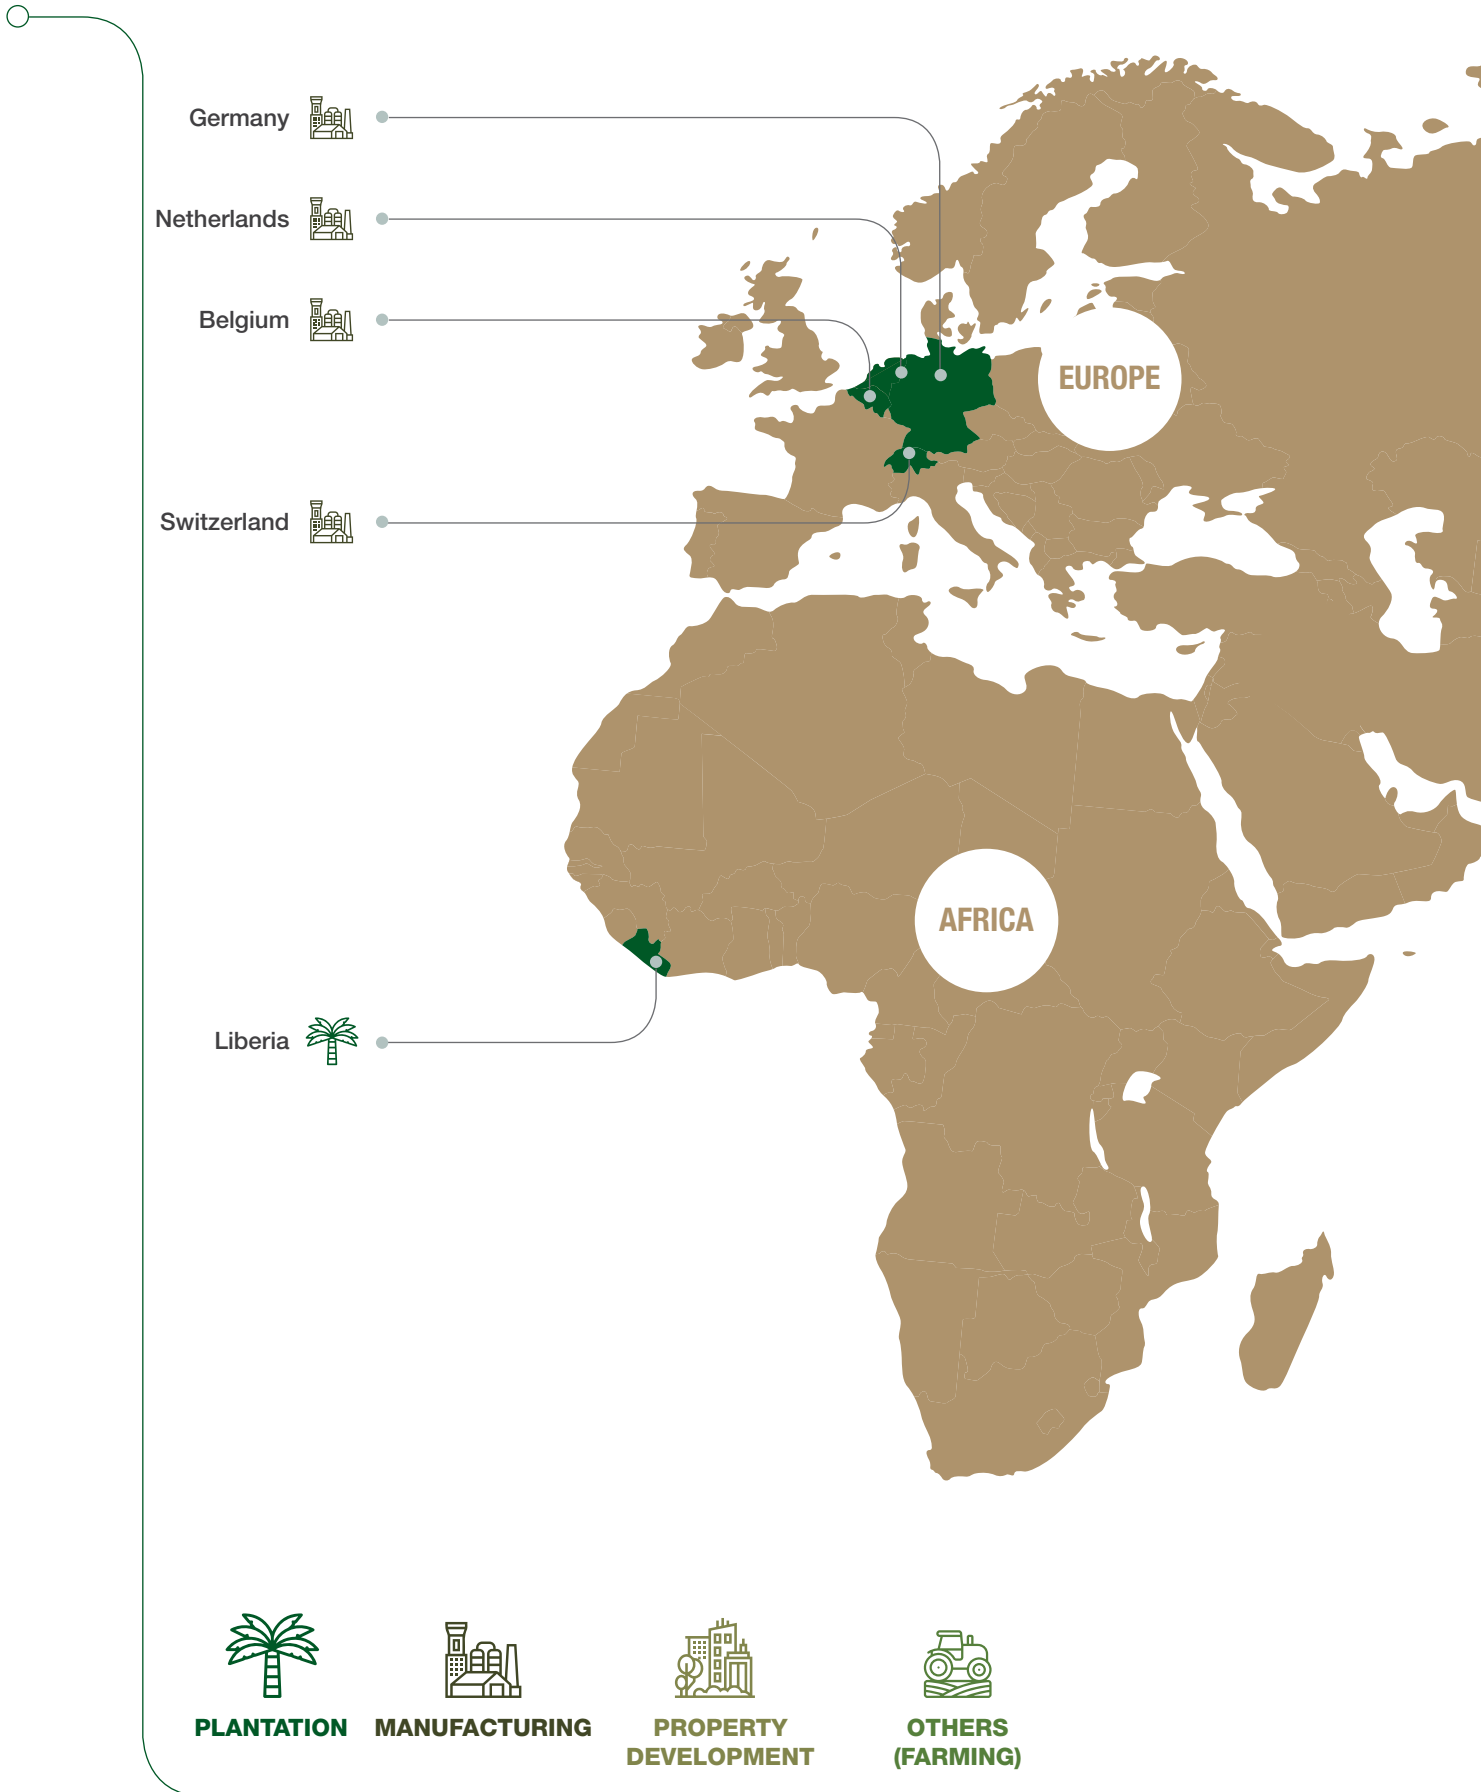 Germany
Netherlands
Belgium
EUROPE
Switzerland
AFRICA
Liberia
PLANTATION
MANUFACTURING
PROPERTY
DEVELOPMENT
OTHERS
(FARMING)